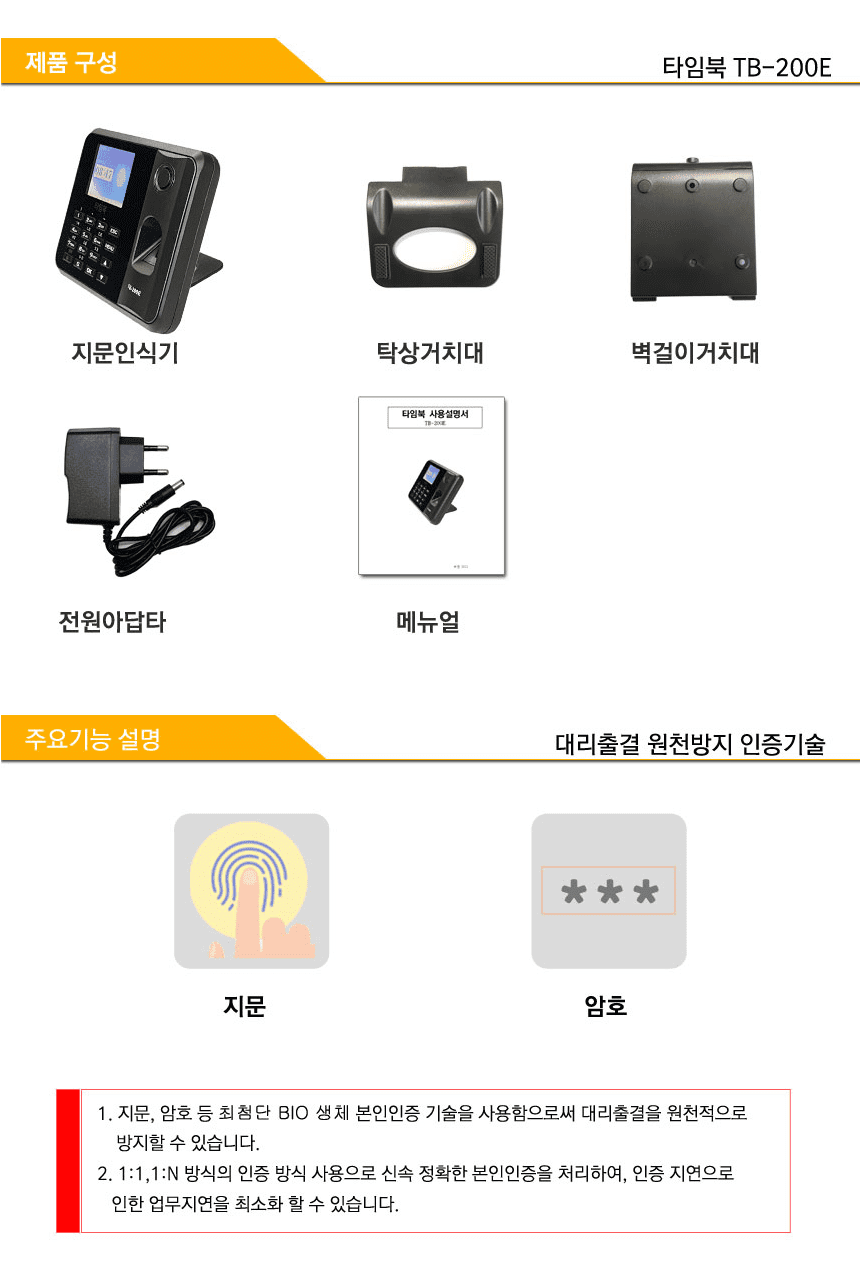 제품 구성
타임북 TB-200E
지문인식기
탁상거치대
벽걸이거치대
타임북 사용설명서
TB-200E
전원아답타
메뉴얼
주요기능 설명
대리출결 원천방지 인증기술
***
지문
암호
1. 지문, 암호 등 최첨단 BIO 생체 본인인증 기술을 사용함으로써 대리출결을 원천적으로
방지할 수 있습니다.
2. 1:1,1:N 방식의 인증 방식 사용으로 신속 정확한 본인인증을 처리하여, 인증 지연으로
인한 업무지연을 최소화 할 수 있습니다.